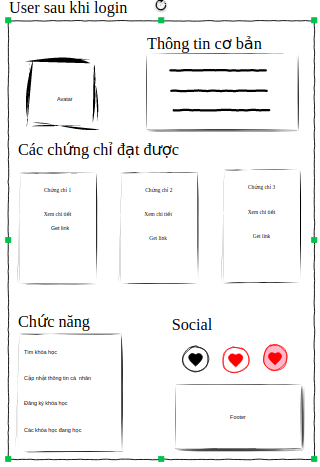 User sau khi login
Thông tin cơ bản
Avatar
Các chứng chỉ đạt được
Chứng chỉ 1
Xem chi tiết
Get link
Chứng chỉ 2
Xem chi tiết
Get link
Chứng chỉ 3
Xem chi tiết
Get link
Chức năng
Tìm khóa học
Cập nhật thông tin cá nhân
Đăng ký khóa học
Các khóa học đang học
Social
Footer